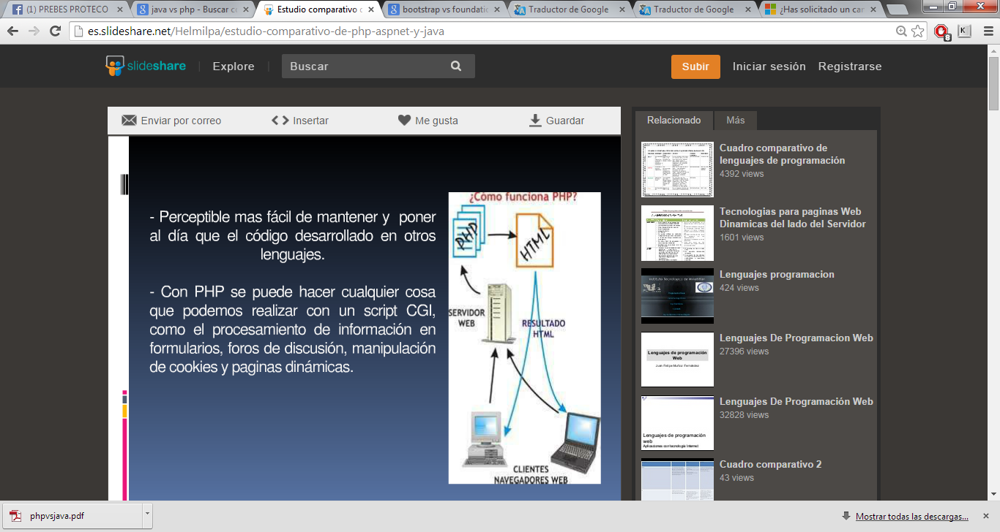 (1) PREBES PROTECO
java vs php - Buscar c
Estudio comparativo
bootstrap vs foundati
Traductor de Google
Traductor de Google
¿Has solicitado un car
es.slideshare.net/Helmilpa/estudio-comparativo-de-php-aspnet-y-java
8
K
slideshare
Explore
Buscar
Subir
Iniciar sesión
Registrarse
Enviar por correo
Insertar
Me gusta
Guardar
- Perceptible mas fácil de mantener y poner
al día que el código desarrollado en otros
lenguajes.
- Con PHP se puede hacer cualquier cosa
que podemos realizar con un script CGI,
como el procesamiento de información en
formularios, foros de discusión, manipulación
de cookies y paginas dinámicas.
¿Cómo funciona PHP?
PHP
HTML
SERVIDOR
WEB
RESULTADO
HTML
CLIENTES
NAVEGADORES WEB
Relacionado
Más
Cuadro comparativo de
lenguajes de programación
4392 views
Tecnologias para paginas Web
Dinamicas del lado del Servidor
1601 views
Lenguajes programacion
424 views
Lenguajes de programación
Web
Lenguajes De Programacion Web
27396 views
Lenguajes de programación
web
Aplicaciones con tecnología Internet
Lenguajes De Programación Web
32828 views
Cuadro comparativo 2
43 views
phpvsjava.pdf
Mostrar todas las descargas...